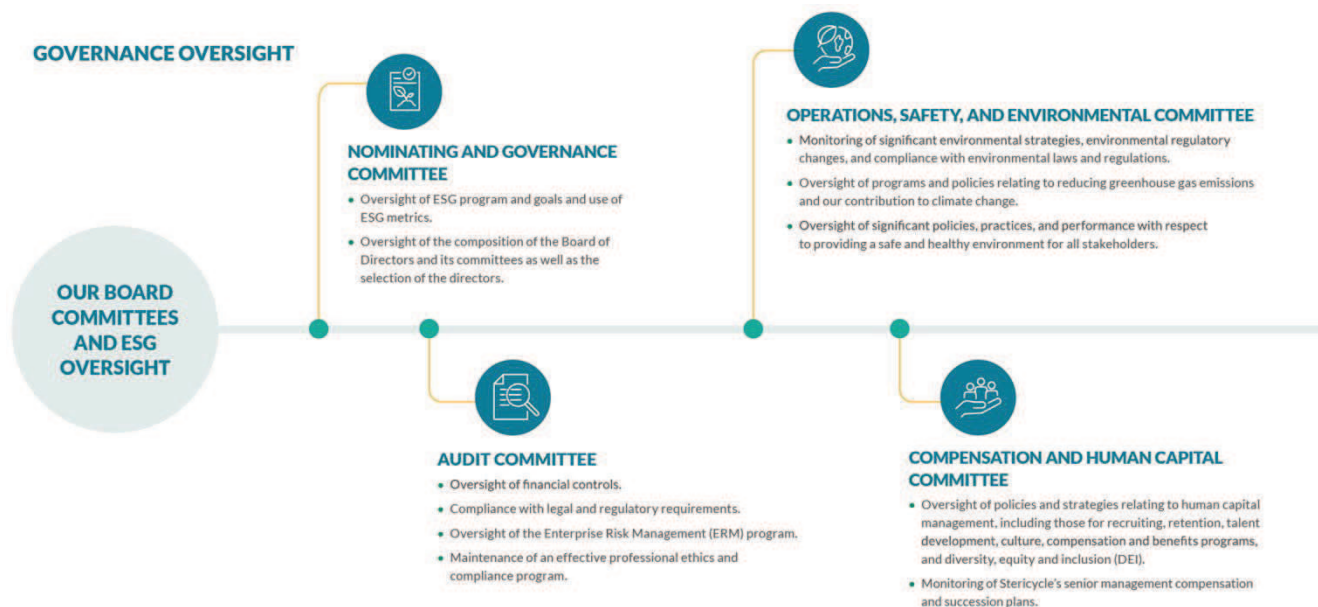 GOVERNANCE OVERSIGHT
OUR BOARD
COMMITTEES
AND ESG
OVERSIGHT
NOMINATING AND GOVERNANCE
COMMITTEE
• Oversight of ESG program and goals and use of
ESG metrics.
• Oversight of the composition of the Board of
Directors and its committees as well as the
selection of the directors.
AUDIT COMMITTEE
• Oversight of financial controls.
• Compliance with legal and regulatory requirements.
• Oversight of the Enterprise Risk Management (ERM) program.
• Maintenance of an effective professional ethics and
compliance program.
OPERATIONS, SAFETY, AND ENVIRONMENTAL COMMITTEE
• Monitoring of significant environmental strategies, environmental regulatory
changes, and compliance with environmental laws and regulations.
• Oversight of programs and policies relating to reducing greenhouse gas emissions
and our contribution to climate change.
• Oversight of significant policies, practices, and performance with respect
to providing a safe and healthy environment for all stakeholders.
COMPENSATION AND HUMAN CAPITAL
COMMITTEE
• Oversight of policies and strategies relating to human capital
management, including those for recruiting, retention, talent
development, culture, compensation and benefits programs,
and diversity, equity and inclusion (DEI).
• Monitoring of Stericycle's senior management compensation
and succession plans.